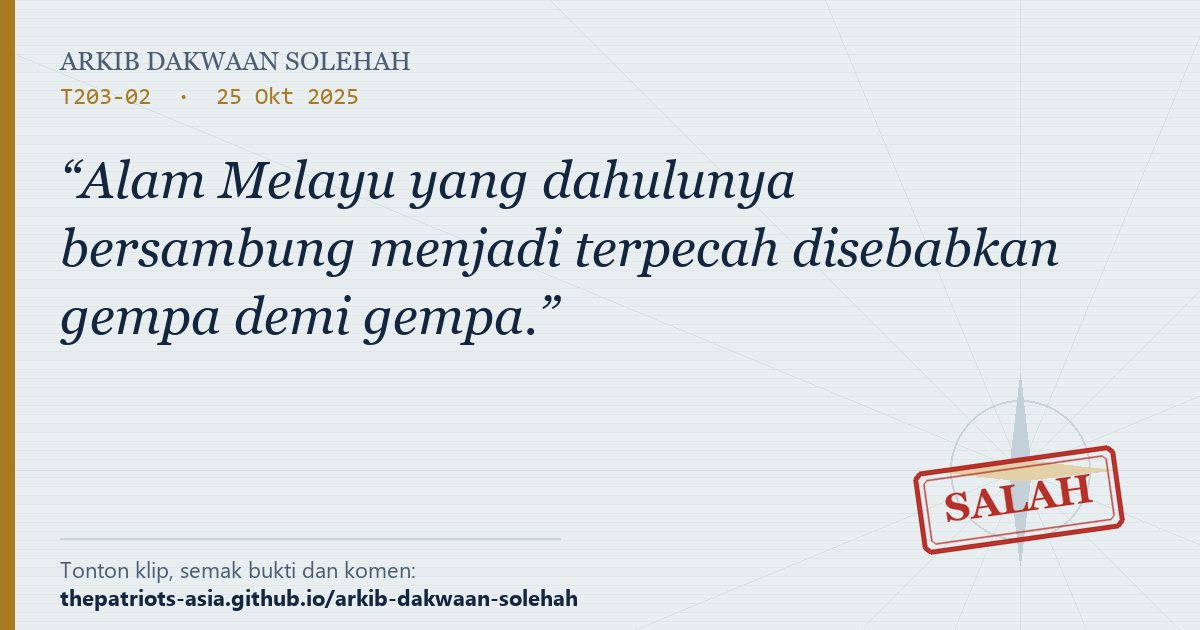 ARKIB DAKWAAN SOLEHAH
T203-02 · 25 Okt 2025
“Alam Melayu yang dahulunya
bersambung menjadi terpecah disebabkan
gempa demi gempa.”
SALAH
Tonton klip, semak bukti dan komen:
thepatriots-asia.github.io/arkib-dakwaan-solehah